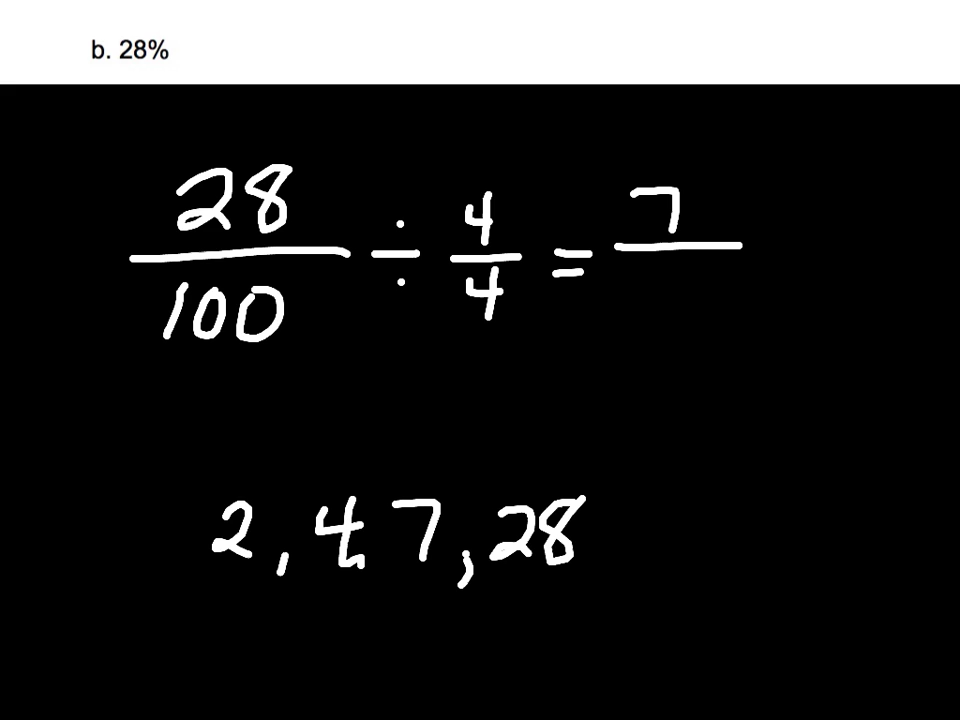 b. 28%
28/100 ÷ 4/4 = 7/
2, 4, 7, 28